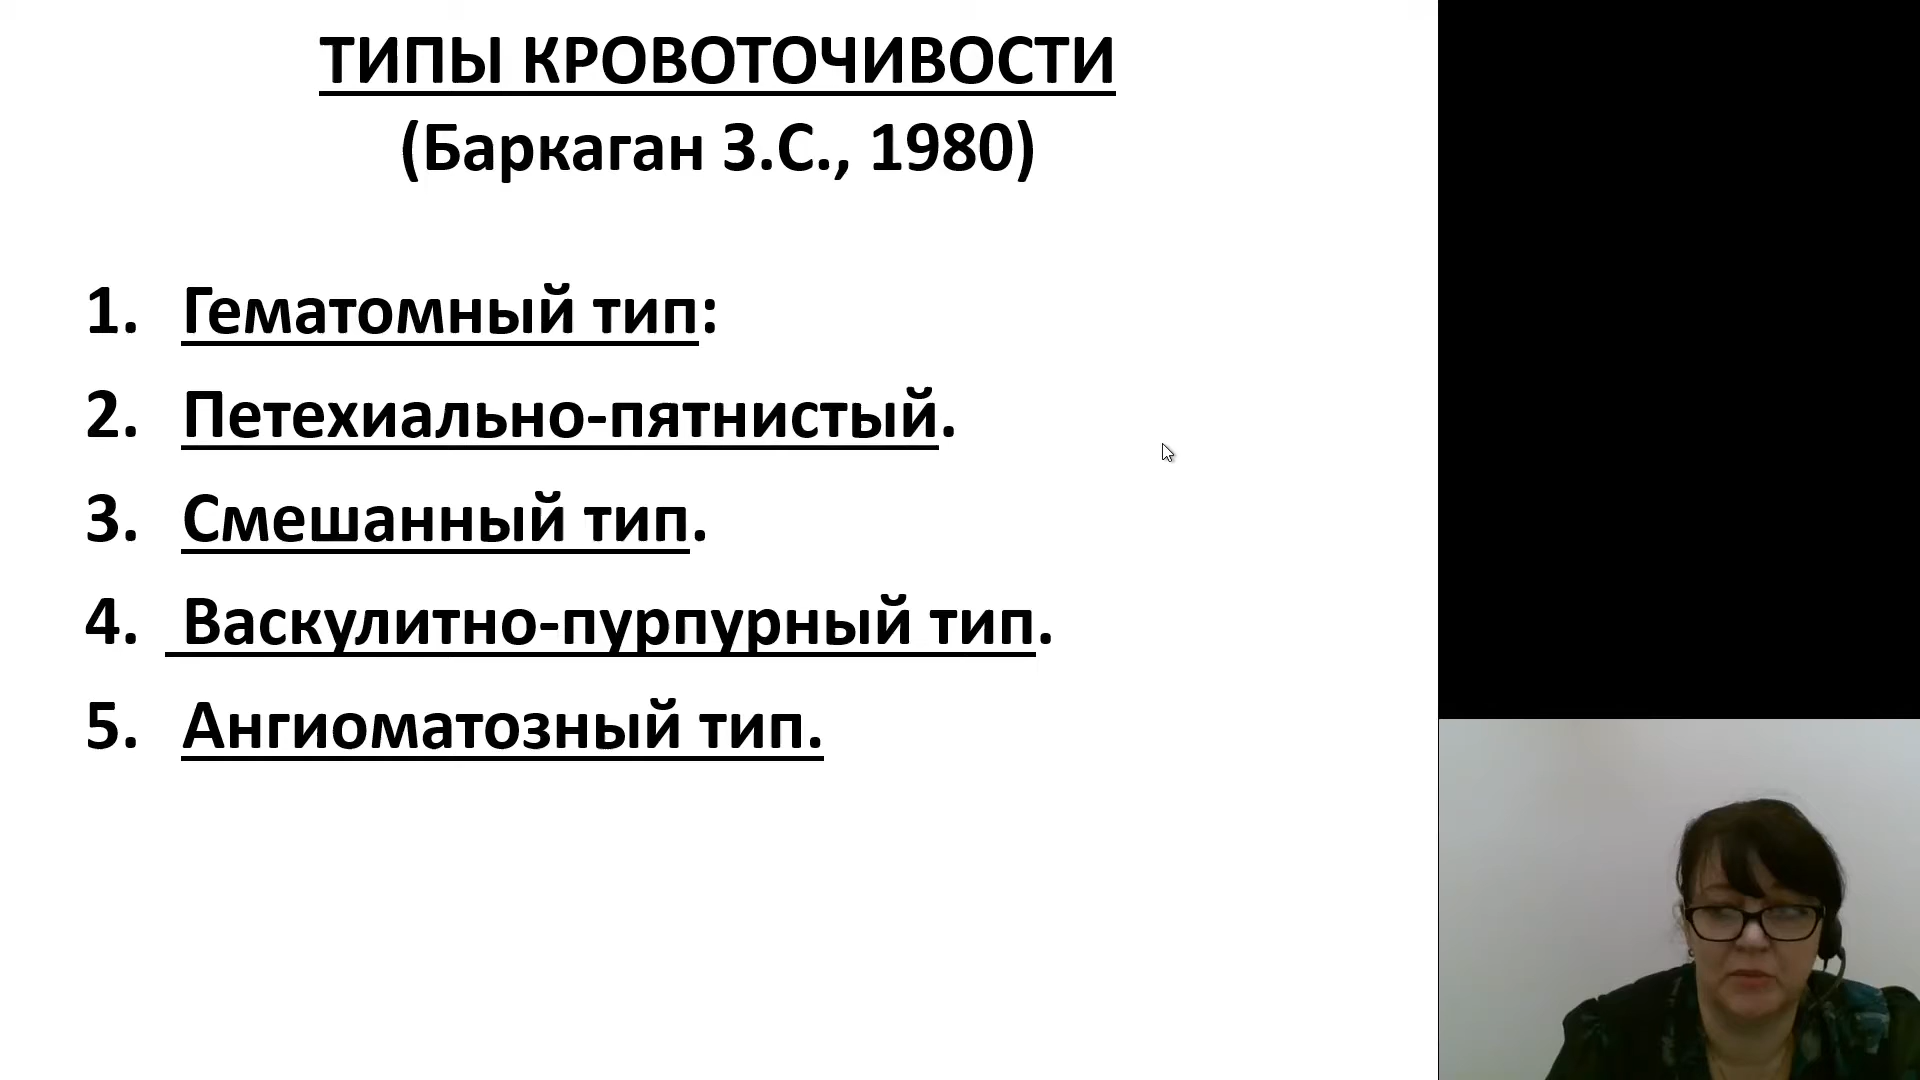 ТИПЫ КРОВОТОЧИВОСТИ
(Баркаган З.С., 1980)
1. Гематомный тип:
2. Петехиально-пятнистый.
3. Смешанный тип.
4. Васкулитно-пурпурный тип.
5. Ангиоматозный тип.